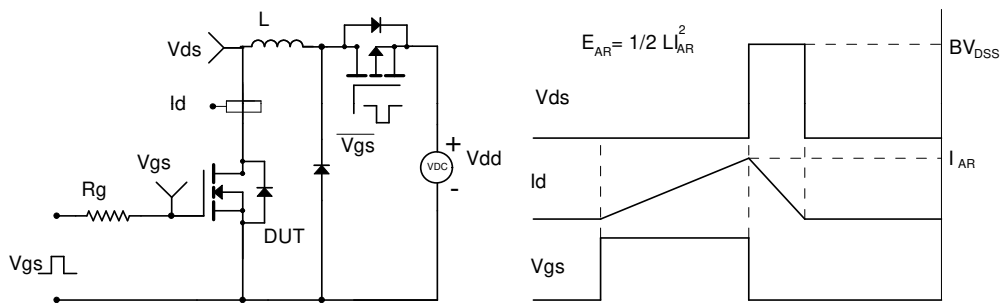 L
Vds
Id
Vgs
Vgs
Rg
DUT
Vgs
VDC
+
-
Vdd
E_AR = 1/2 LI_AR^2
Vds
BV_DSS
Id
I_AR
Vgs